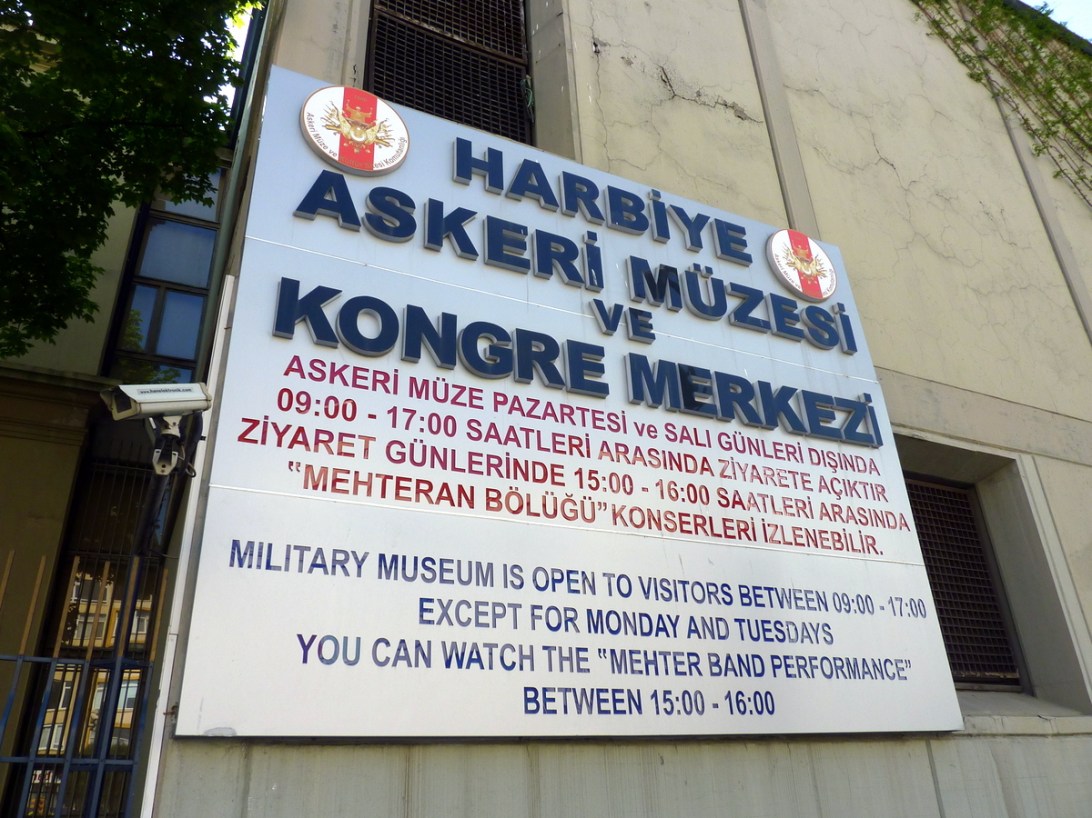 HARBİYE
ASKERİ MÜZESİ
VE
KONGRE MERKEZİ
ASKERİ MÜZE PAZARTESİ ve SALI GÜNLERİ DIŞINDA
09:00 - 17:00 SAATLERİ ARASINDA ZİYARETE AÇIKTIR
ZİYARET GÜNLERİNDE 15:00 - 16:00 SAATLERİ ARASINDA
"MEHTERAN BÖLÜĞÜ" KONSERLERİ İZLENEBİLİR.
MILITARY MUSEUM IS OPEN TO VISITORS BETWEEN 09:00 - 17:00
EXCEPT FOR MONDAY AND TUESDAYS
YOU CAN WATCH THE "MEHTER BAND PERFORMANCE"
BETWEEN 15:00 - 16:00